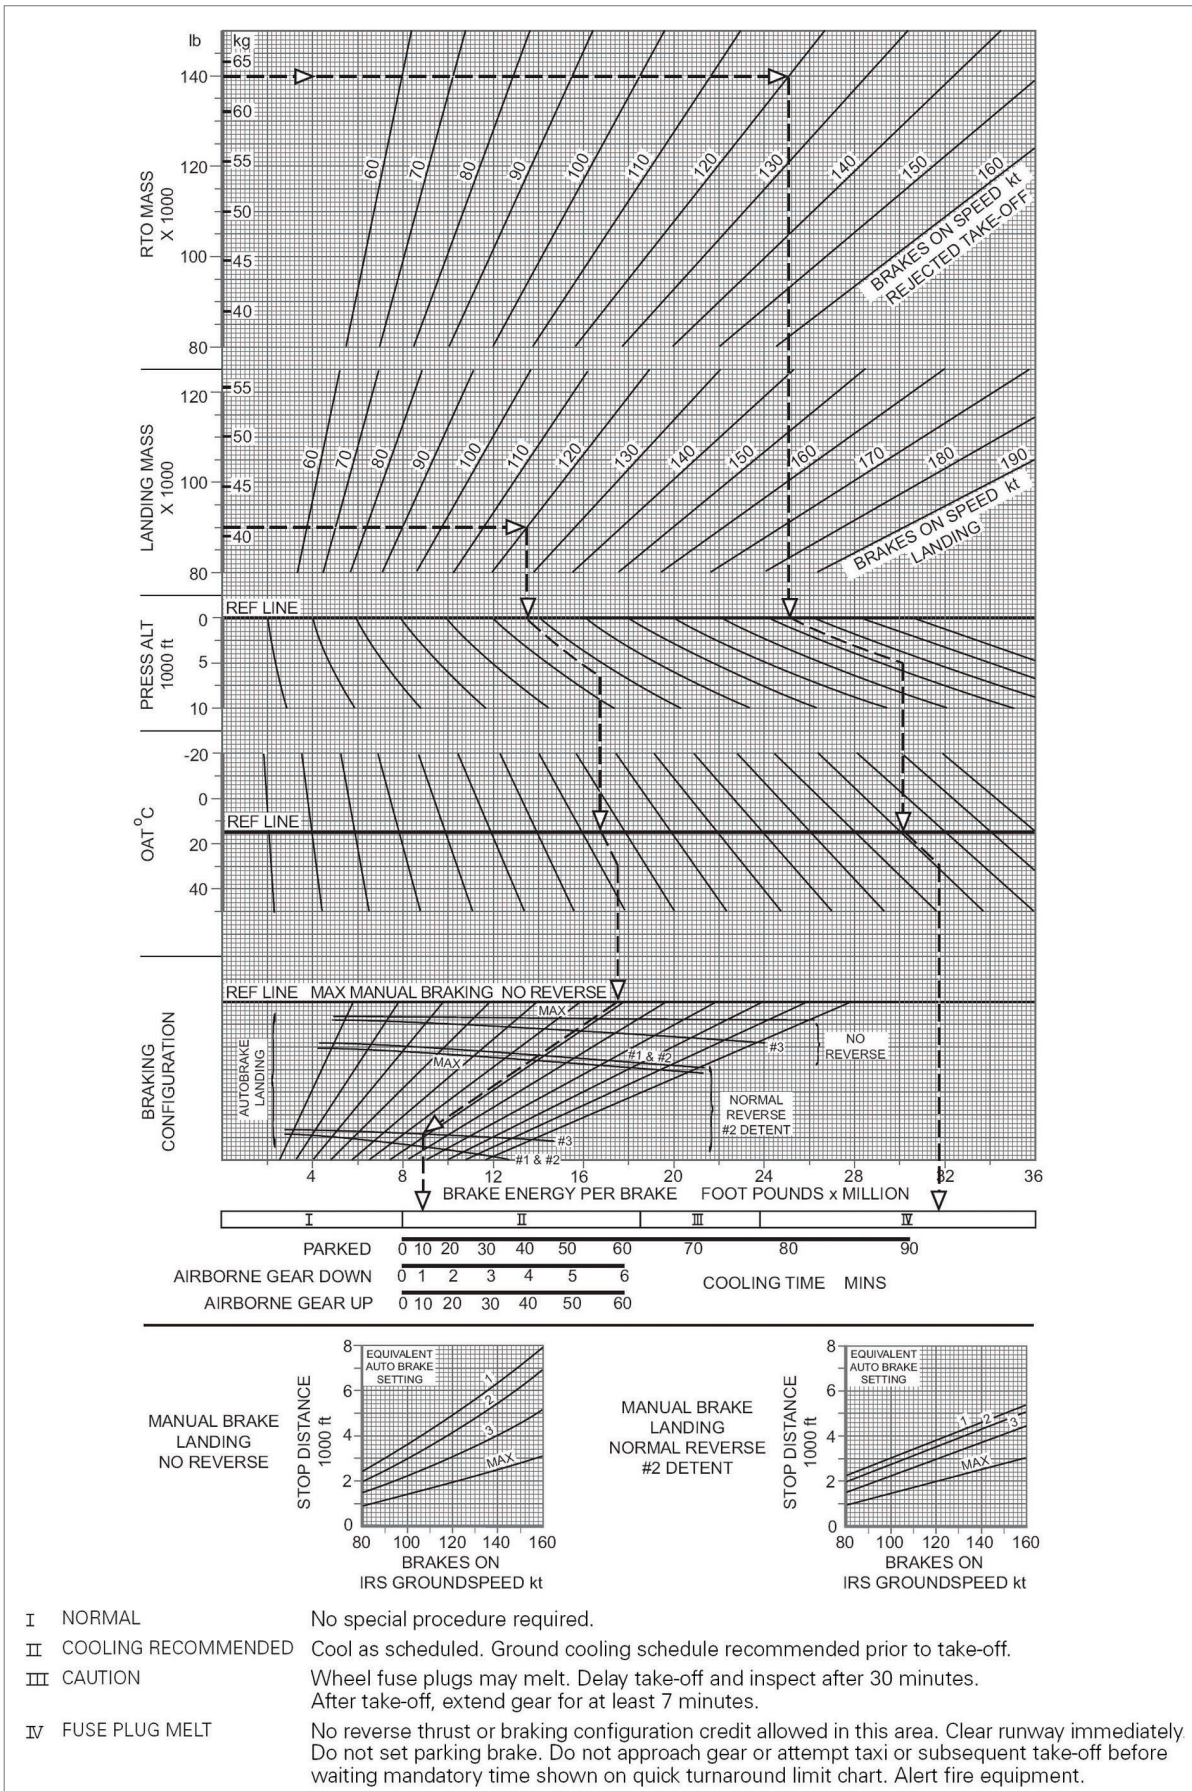 lb kg
65
140
60
120
55
50
100
45
40
80
RTO MASS
X 1000
60 70 80 90 100 110 120 130 140 150 160
BRAKES ON SPEED kt
REJECTED TAKE-OFF
120
55
50
100
45
40
80
LANDING MASS
X 1000
60 70 80 90 100 110 120 130 140 150 160 170 180 190
BRAKES ON SPEED kt
LANDING
REF LINE
0
5
10
PRESS ALT
1000 ft
-20
0
20
40
OAT °C
REF LINE
REF LINE MAX MANUAL BRAKING NO REVERSE
BRAKING
CONFIGURATION
AUTOBRAKE
LANDING
MAX
#3
NO
REVERSE
MAX
#1 & #2
NORMAL
REVERSE
#2 DETENT
#3
#1 & #2
4 8 12 16 20 24 28 32 36
BRAKE ENERGY PER BRAKE FOOT POUNDS x MILLION
I II III IV
PARKED 0 10 20 30 40 50 60 70 80 90
AIRBORNE GEAR DOWN 0 1 2 3 4 5 6
COOLING TIME MINS
AIRBORNE GEAR UP 0 10 20 30 40 50 60
MANUAL BRAKE
LANDING
NO REVERSE
STOP DISTANCE
1000 ft
8
6
4
2
0
EQUIVALENT
AUTO BRAKE
SETTING
1
2
3
MAX
80 100 120 140 160
BRAKES ON
IRS GROUNDSPEED kt
MANUAL BRAKE
LANDING
NORMAL REVERSE
#2 DETENT
STOP DISTANCE
1000 ft
8
6
4
2
0
EQUIVALENT
AUTO BRAKE
SETTING
1 2 3
MAX
80 100 120 140 160
BRAKES ON
IRS GROUNDSPEED kt
I NORMAL No special procedure required.
II COOLING RECOMMENDED Cool as scheduled. Ground cooling schedule recommended prior to take-off.
III CAUTION Wheel fuse plugs may melt. Delay take-off and inspect after 30 minutes.
After take-off, extend gear for at least 7 minutes.
IV FUSE PLUG MELT No reverse thrust or braking configuration credit allowed in this area. Clear runway immediately.
Do not set parking brake. Do not approach gear or attempt taxi or subsequent take-off before
waiting mandatory time shown on quick turnaround limit chart. Alert fire equipment.